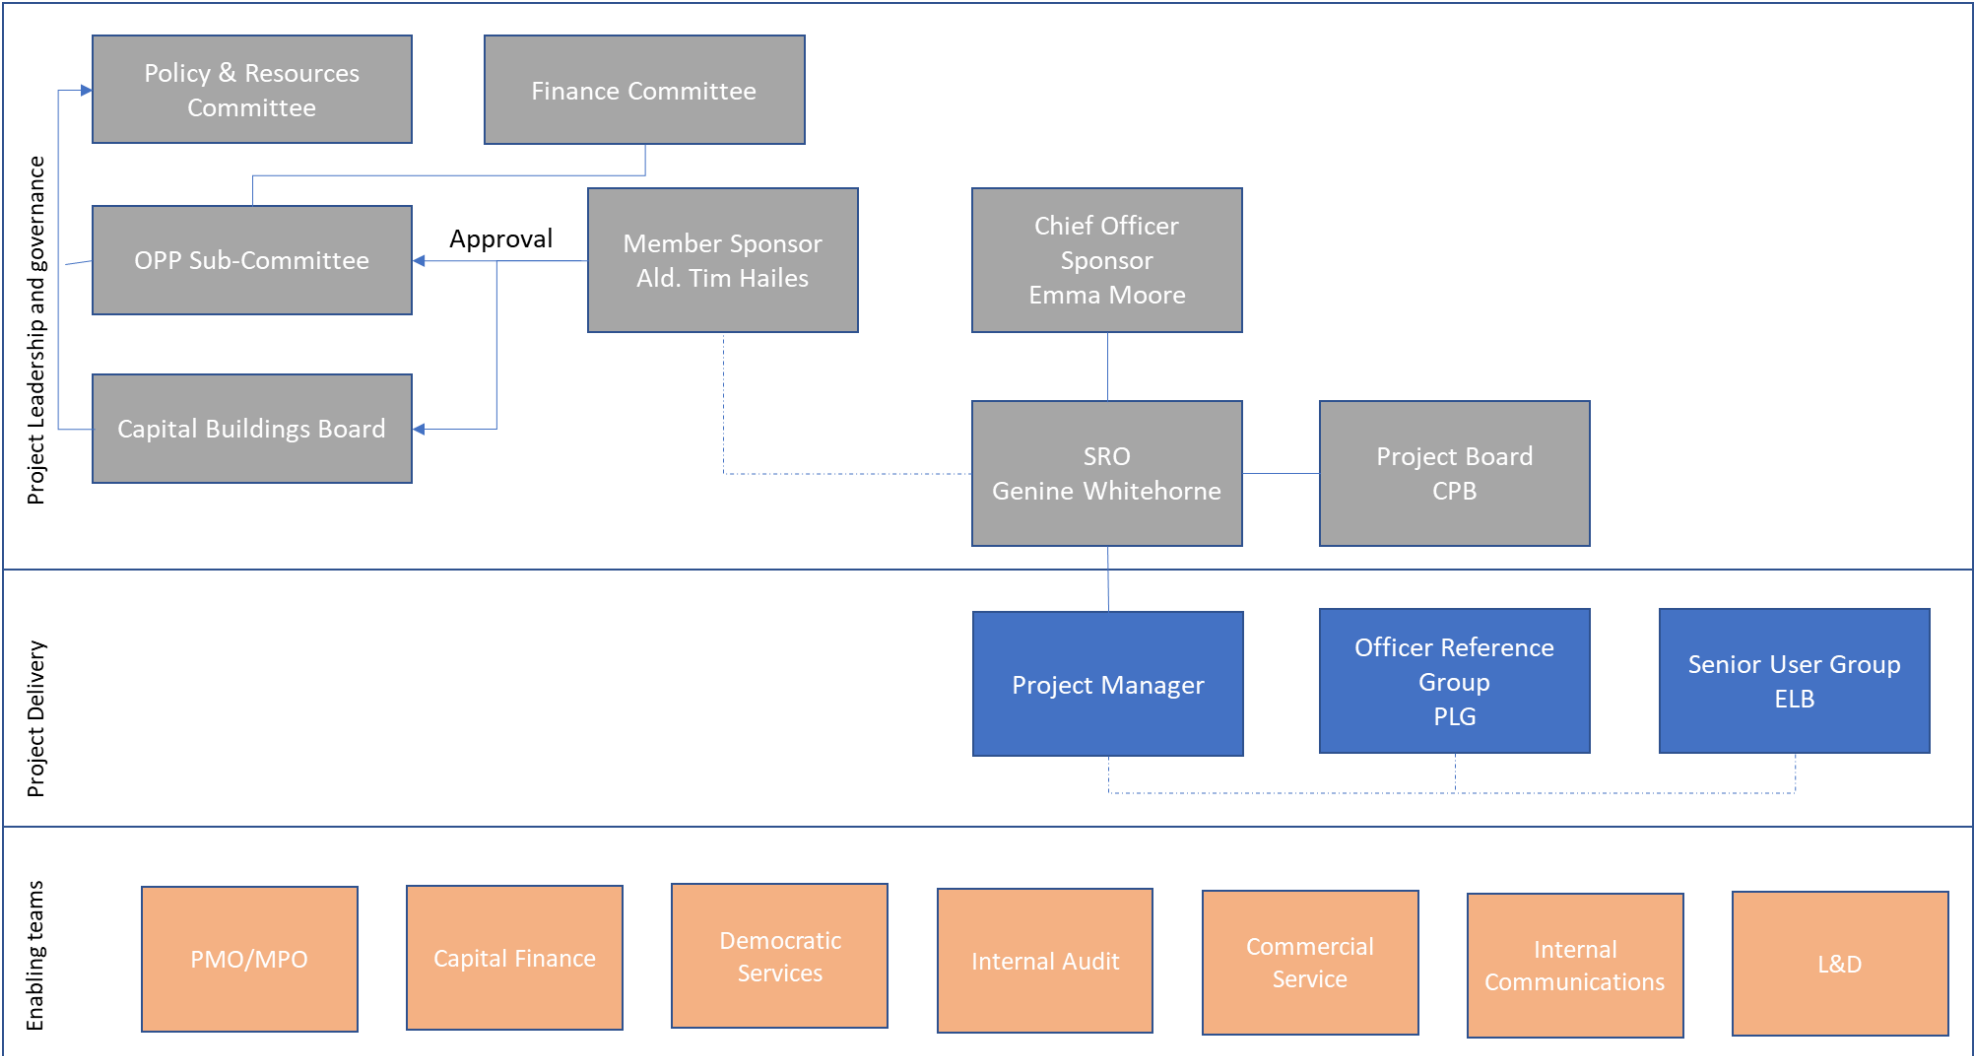 Project Leadership and governance
Policy & Resources
Committee
Finance Committee
OPP Sub-Committee
Approval
Member Sponsor
Ald. Tim Hailes
Chief Officer
Sponsor
Emma Moore
Capital Buildings Board
SRO
Genine Whitehorne
Project Board
CPB
Project Delivery
Project Manager
Officer Reference
Group
PLG
Senior User Group
ELB
Enabling teams
PMO/MPO
Capital Finance
Democratic
Services
Internal Audit
Commercial
Service
Internal
Communications
L&D